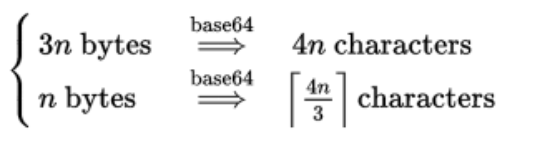 3n bytes base64 ⟹ 4n characters
n bytes base64 ⟹ ⌈4n/3⌉ characters